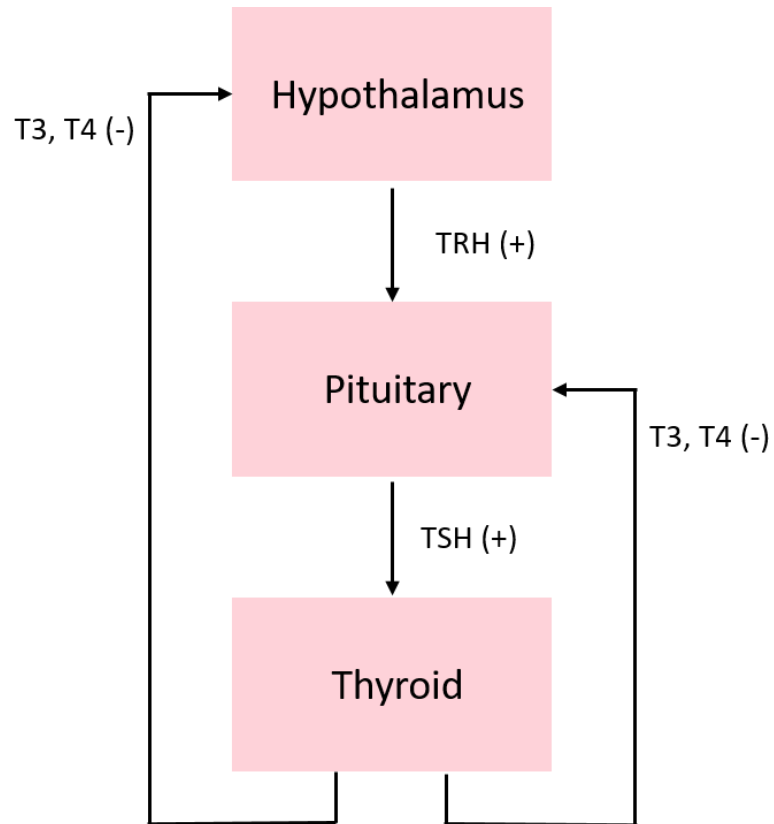 Hypothalamus
T3, T4 (-)
TRH (+)
Pituitary
T3, T4 (-)
TSH (+)
Thyroid